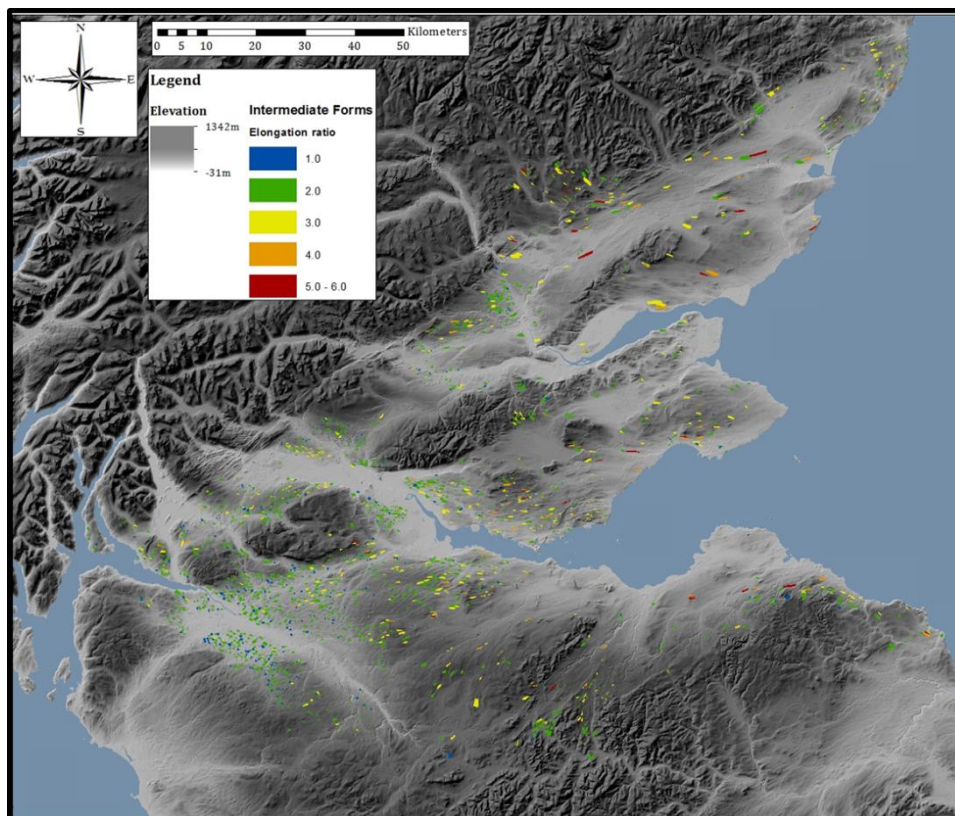 N
W E
S
Kilometers
0 5 10 20 30 40 50
Legend
Elevation
1342m
-31m
Intermediate Forms
Elongation ratio
1.0
2.0
3.0
4.0
5.0 - 6.0